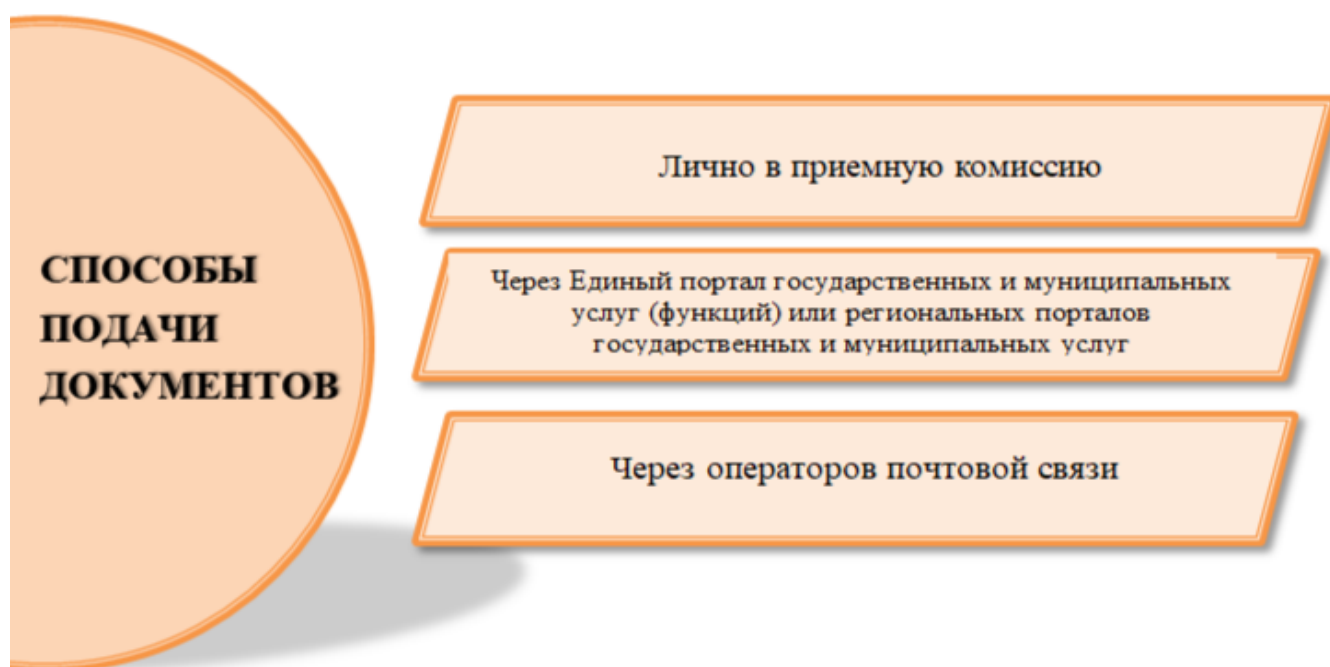 СПОСОБЫ
ПОДАЧИ
ДОКУМЕНТОВ
Лично в приемную комиссию
Через Единый портал государственных и муниципальных
услуг (функций) или региональных порталов
государственных и муниципальных услуг
Через операторов почтовой связи